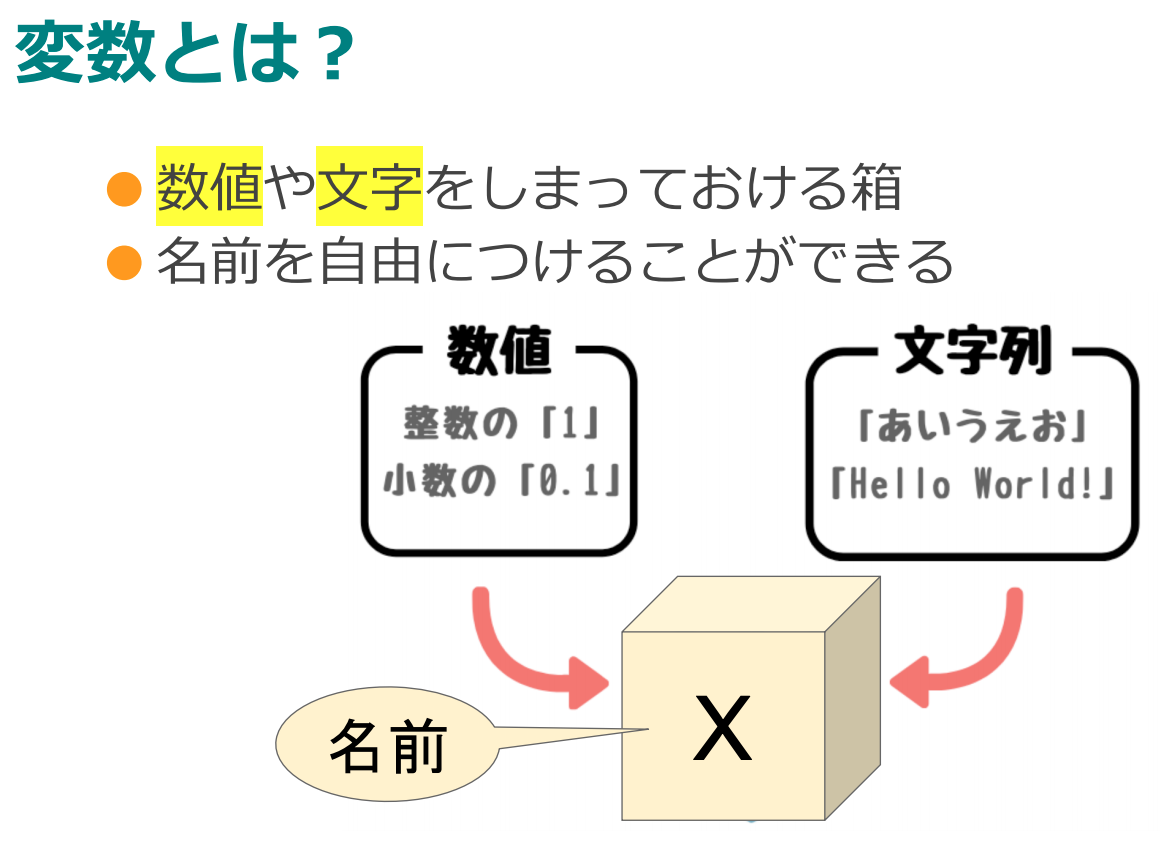 変数とは？
● 数値や文字をしまっておける箱
● 名前を自由につけることができる
数値
整数の「1」
小数の「0.1」
文字列
「あいうえお」
「Hello World!」
名前
X